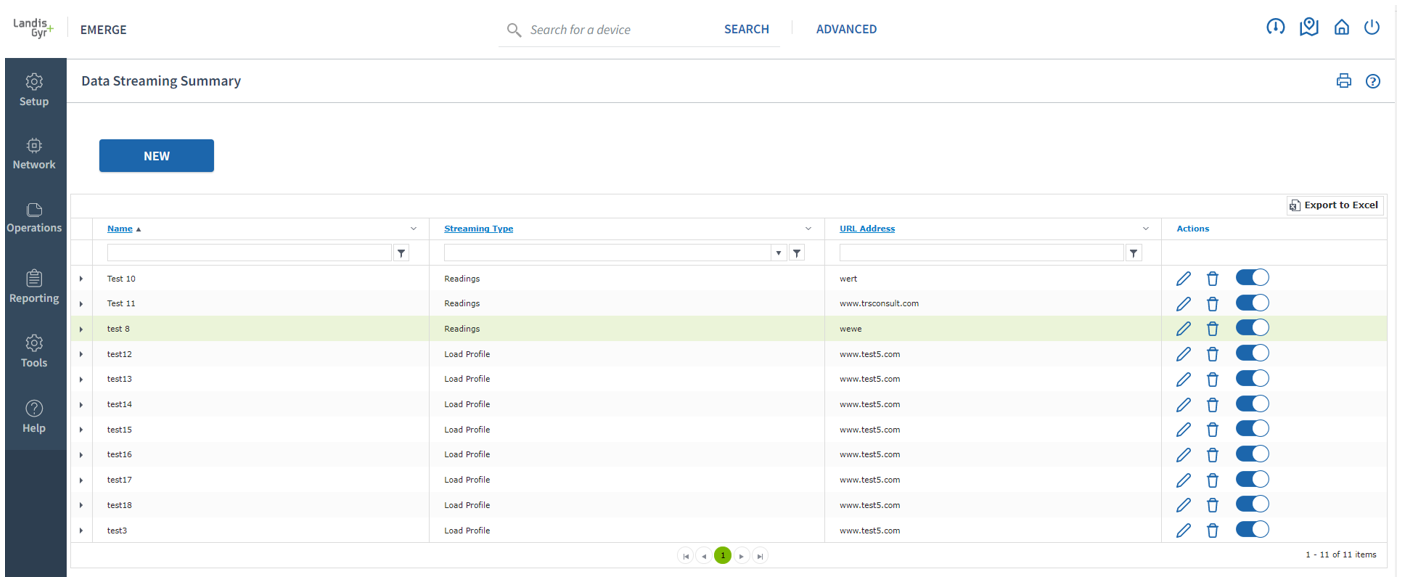 Landis Gyr+ EMERGE Search for a device SEARCH ADVANCED
Setup
Network
Operations
Reporting
Tools
Help
Data Streaming Summary
NEW
Export to Excel
Name Streaming Type URL Address Actions
Test 10 Readings wert
Test 11 Readings www.trsconsult.com
test 8 Readings wewe
test12 Load Profile www.test5.com
test13 Load Profile www.test5.com
test14 Load Profile www.test5.com
test15 Load Profile www.test5.com
test16 Load Profile www.test5.com
test17 Load Profile www.test5.com
test18 Load Profile www.test5.com
test3 Load Profile www.test5.com
1 1 - 11 of 11 items